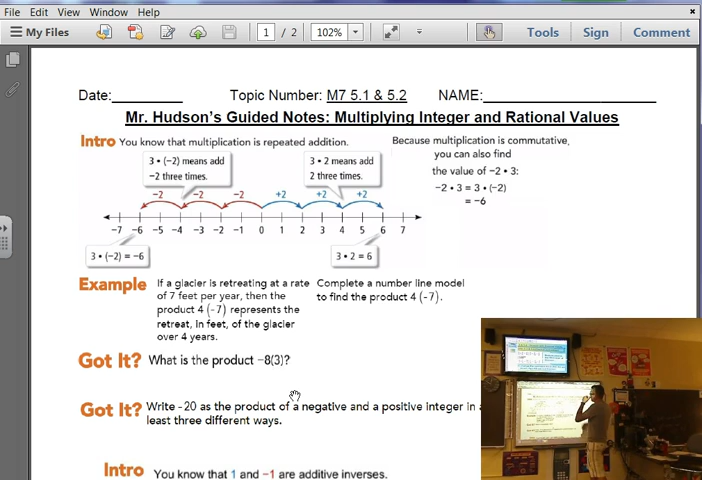 File Edit View Window Help
My Files 1 / 2 102% Tools Sign Comment
Date:________ Topic Number: M7 5.1 & 5.2 NAME:____________________
Mr. Hudson's Guided Notes: Multiplying Integer and Rational Values
Intro You know that multiplication is repeated addition.
3 • (−2) means add
−2 three times.
3 • 2 means add
2 three times.
Because multiplication is commutative,
you can also find
the value of −2 • 3:
−2 • 3 = 3 • (−2)
= −6
−2 −2 −2 +2 +2 +2
−7 −6 −5 −4 −3 −2 −1 0 1 2 3 4 5 6 7
3 • (−2) = −6
3 • 2 = 6
Example If a glacier is retreating at a rate
of 7 feet per year, then the
product 4 (-7) represents the
retreat, in feet, of the glacier
over 4 years.
Complete a number line model
to find the product 4 (-7).
Got It? What is the product −8(3)?
Got It? Write -20 as the product of a negative and a positive integer in a
least three different ways.
Intro You know that 1 and −1 are additive inverses.